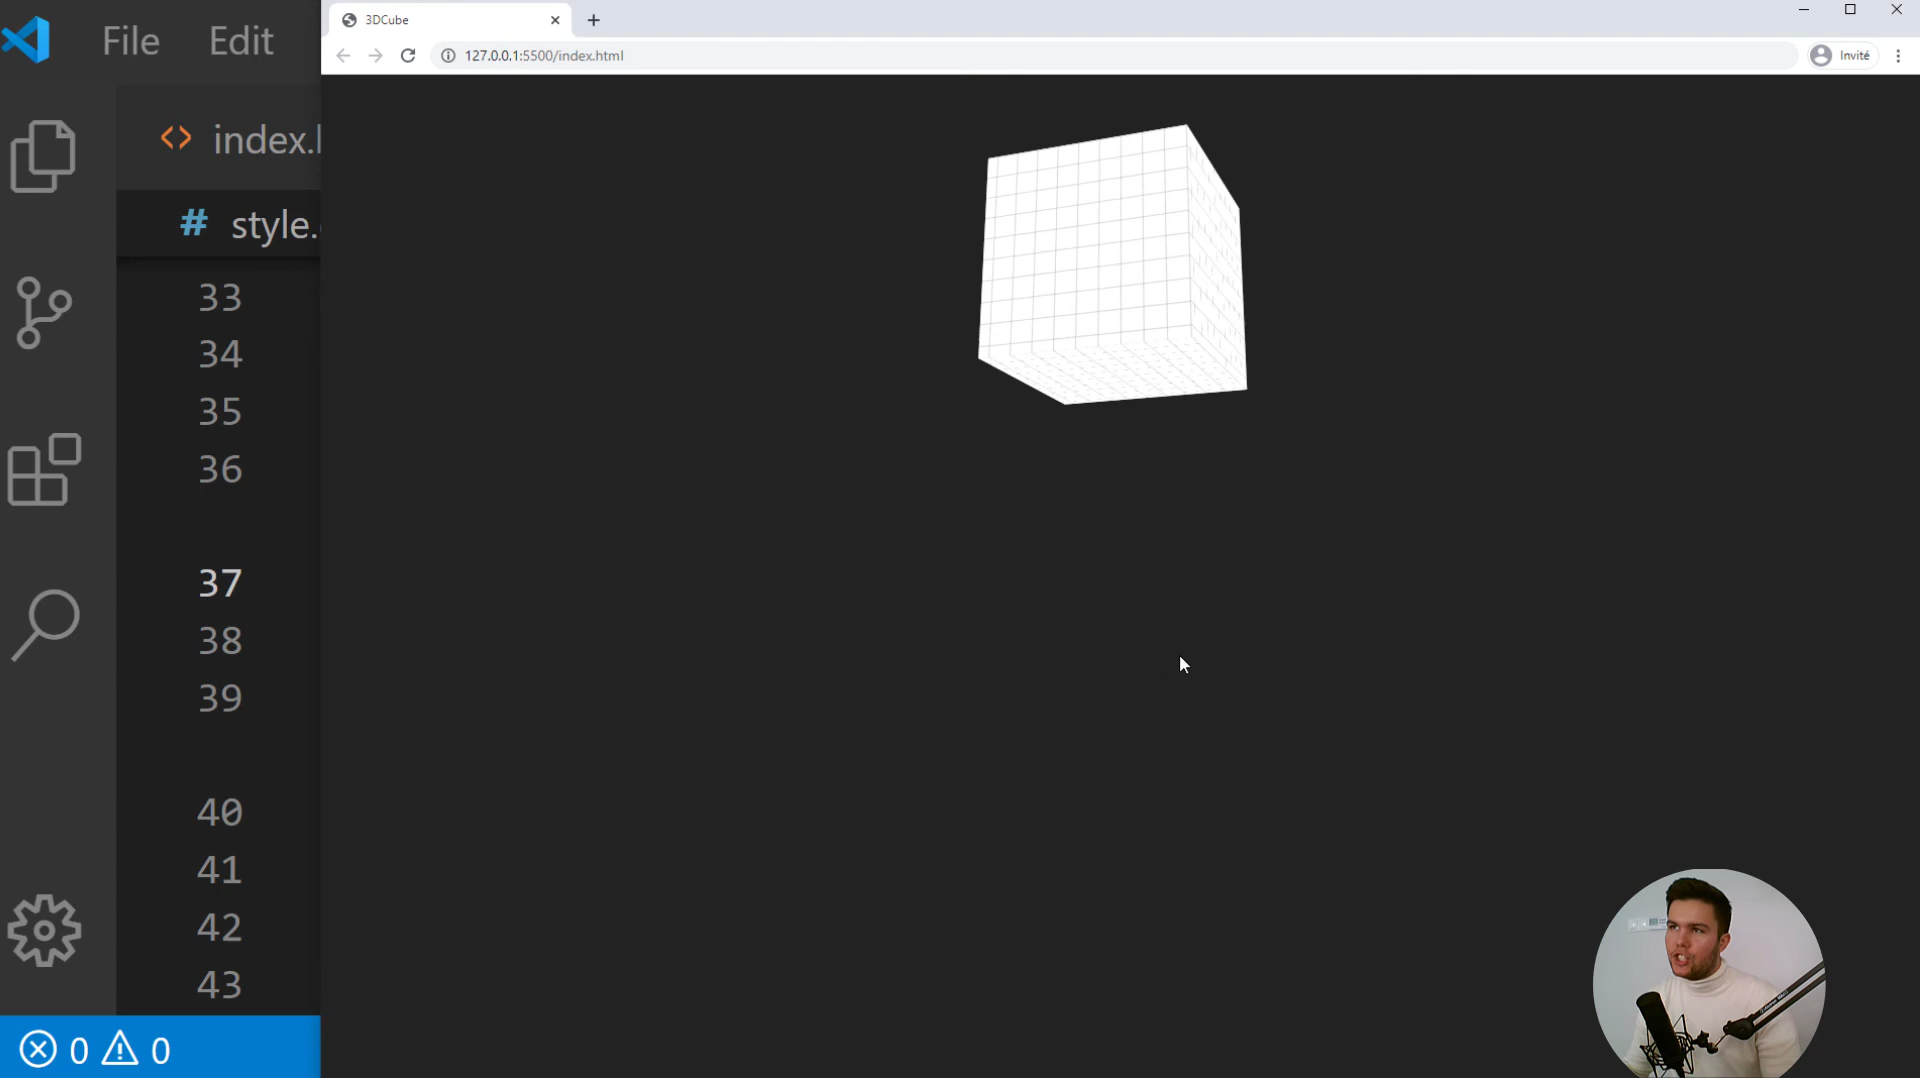 3DCube
127.0.0.1:5500/index.html
Invité
File Edit
index.
style.
33
34
35
36
37
38
39
40
41
42
43
0 0